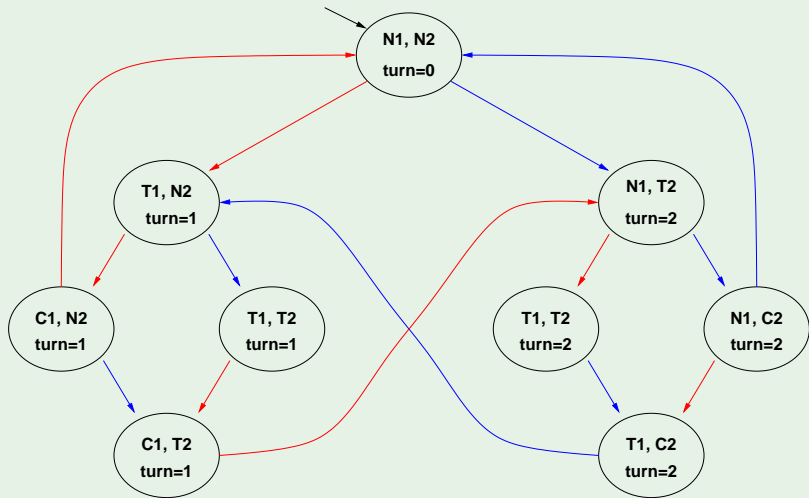 N1, N2
turn=0
T1, N2
turn=1
N1, T2
turn=2
C1, N2
turn=1
T1, T2
turn=1
T1, T2
turn=2
N1, C2
turn=2
C1, T2
turn=1
T1, C2
turn=2